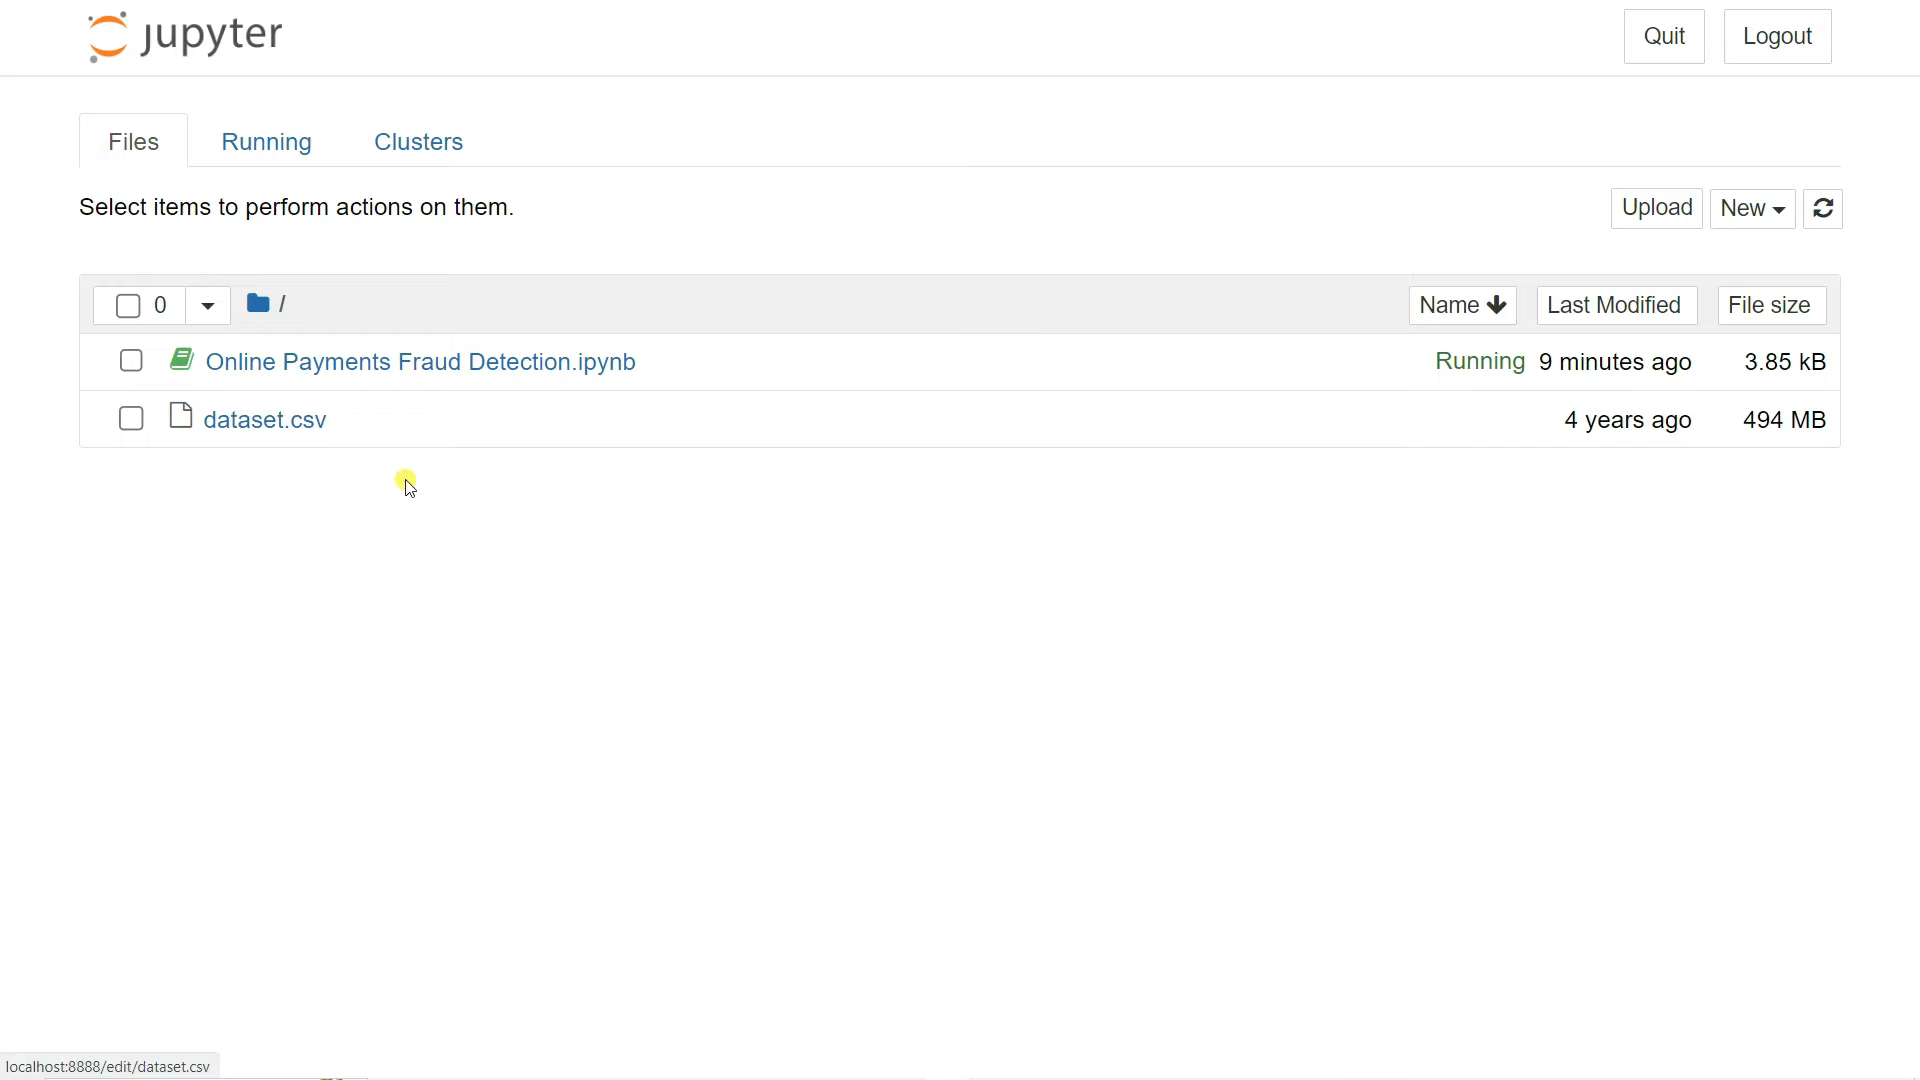 jupyter
Quit Logout
Files Running Clusters
Select items to perform actions on them.
Upload New
0 / Name Last Modified File size
Online Payments Fraud Detection.ipynb Running 9 minutes ago 3.85 kB
dataset.csv 4 years ago 494 MB
localhost:8888/edit/dataset.csv